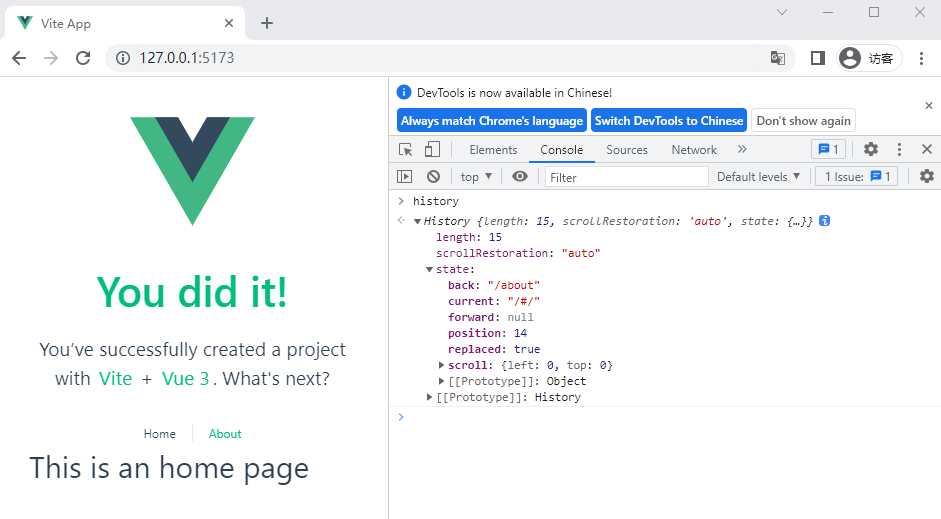 Vite App
127.0.0.1:5173
访客
You did it!
You've successfully created a project
with Vite + Vue 3. What's next?
Home
About
This is an home page
DevTools is now available in Chinese!
Always match Chrome's language
Switch DevTools to Chinese
Don't show again
Elements Console Sources Network » 1
top ▼ Filter Default levels ▼ 1 Issue: 1
> history
History {length: 15, scrollRestoration: 'auto', state: {…}}
length: 15
scrollRestoration: "auto"
state:
back: "/about"
current: "/#/"
forward: null
position: 14
replaced: true
scroll: {left: 0, top: 0}
[[Prototype]]: Object
[[Prototype]]: History
>